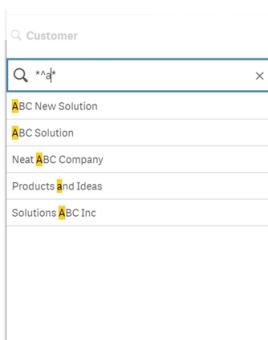 Customer
*^a*
ABC New Solution
ABC Solution
Neat ABC Company
Products and Ideas
Solutions ABC Inc